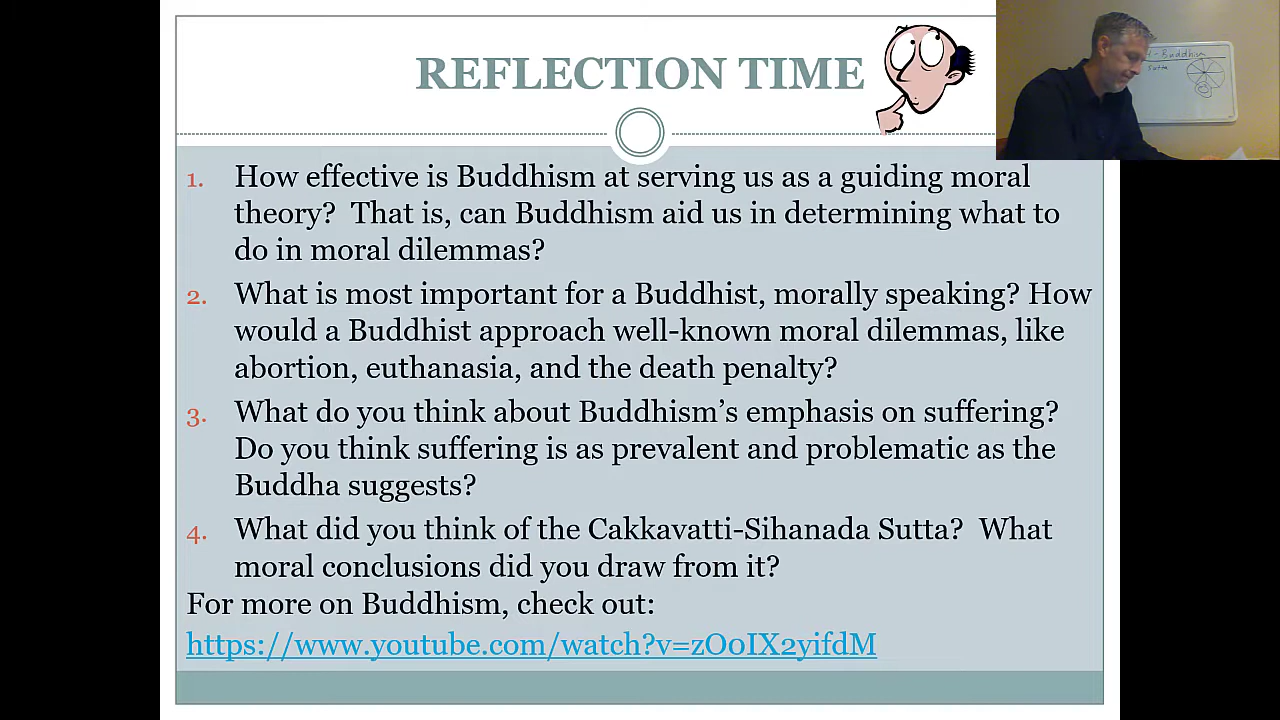 REFLECTION TIME
Buddhism
Sutta
1. How effective is Buddhism at serving us as a guiding moral
theory?  That is, can Buddhism aid us in determining what to
do in moral dilemmas?
2. What is most important for a Buddhist, morally speaking? How
would a Buddhist approach well-known moral dilemmas, like
abortion, euthanasia, and the death penalty?
3. What do you think about Buddhism’s emphasis on suffering?
Do you think suffering is as prevalent and problematic as the
Buddha suggests?
4. What did you think of the Cakkavatti-Sihanada Sutta?  What
moral conclusions did you draw from it?
For more on Buddhism, check out:
https://www.youtube.com/watch?v=zO0IX2yifdM